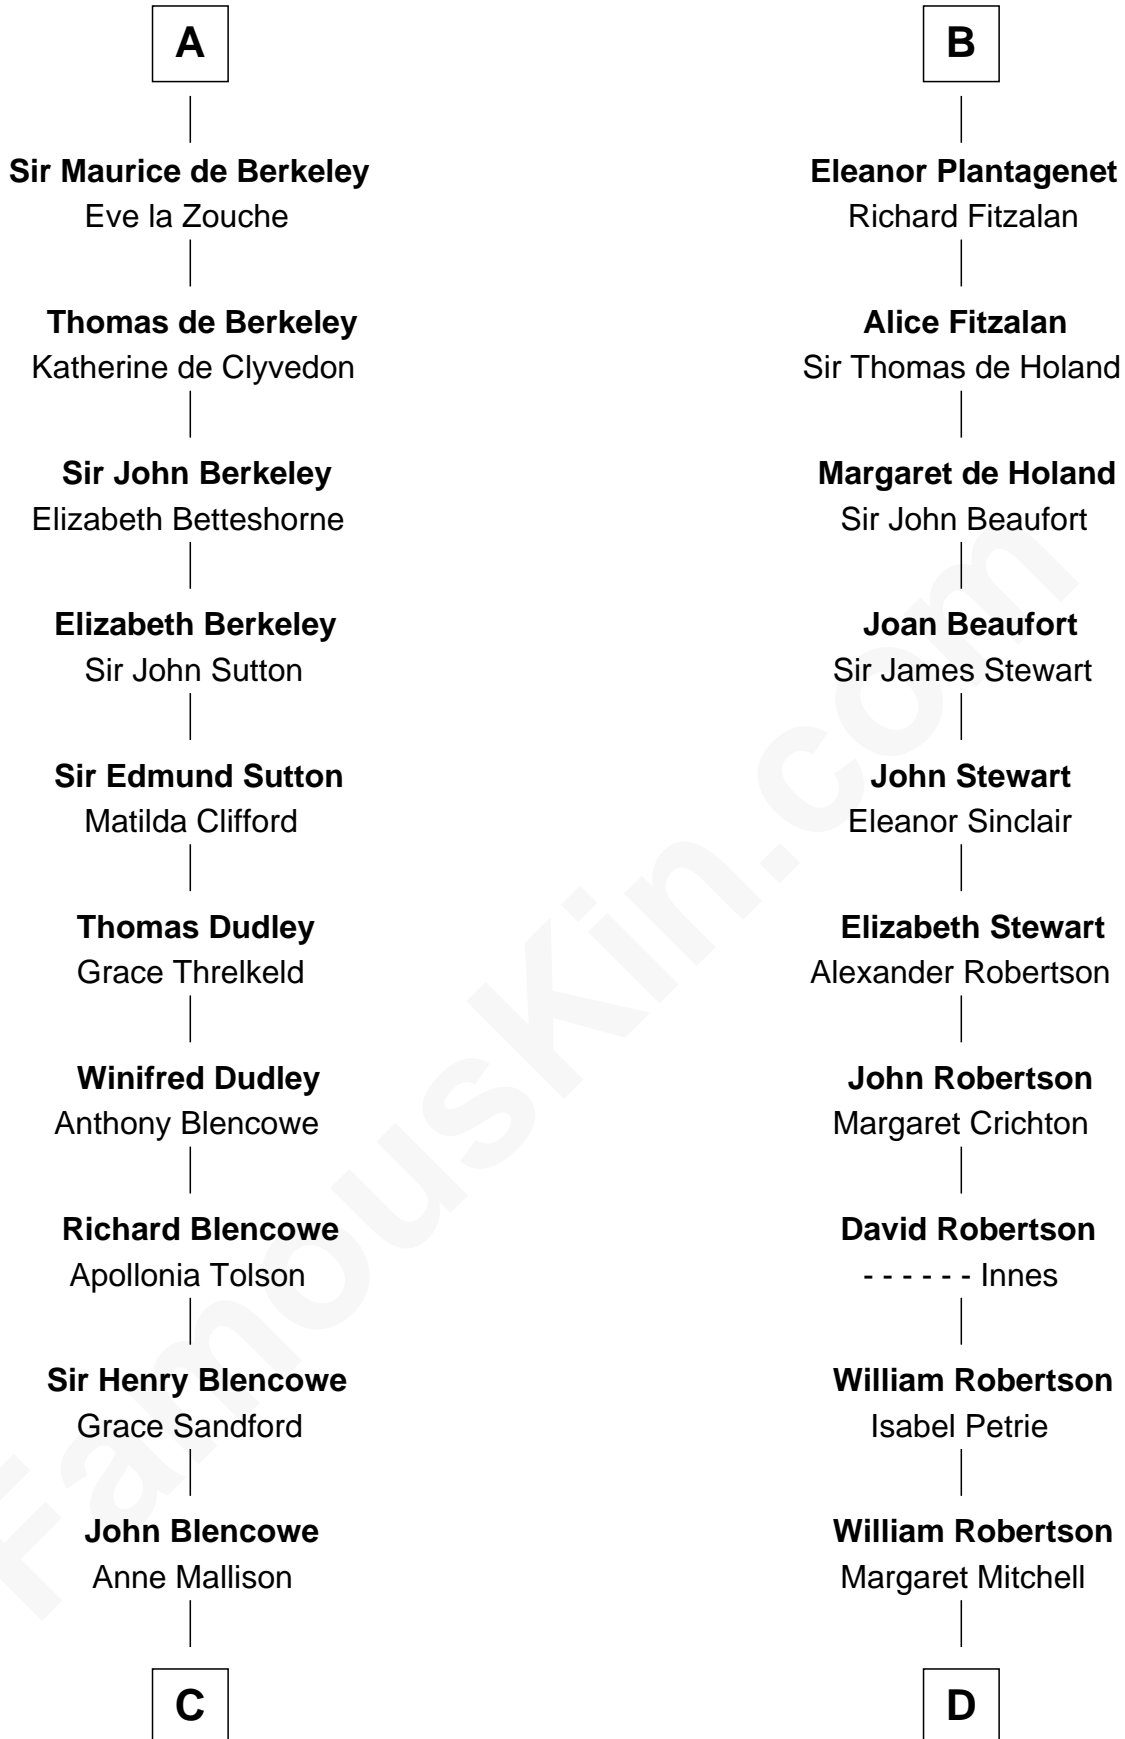 A
Sir Maurice de Berkeley
Eve la Zouche
Thomas de Berkeley
Katherine de Clyvedon
Sir John Berkeley
Elizabeth Betteshorne
Elizabeth Berkeley
Sir John Sutton
Sir Edmund Sutton
Matilda Clifford
Thomas Dudley
Grace Threlkeld
Winifred Dudley
Anthony Blencowe
Richard Blencowe
Apollonia Tolson
Sir Henry Blencowe
Grace Sandford
John Blencowe
Anne Mallison
C
B
Eleanor Plantagenet
Richard Fitzalan
Alice Fitzalan
Sir Thomas de Holand
Margaret de Holand
Sir John Beaufort
Joan Beaufort
Sir James Stewart
John Stewart
Eleanor Sinclair
Elizabeth Stewart
Alexander Robertson
John Robertson
Margaret Crichton
David Robertson
- - - - - - Innes
William Robertson
Isabel Petrie
William Robertson
Margaret Mitchell
D
FamousKin.com